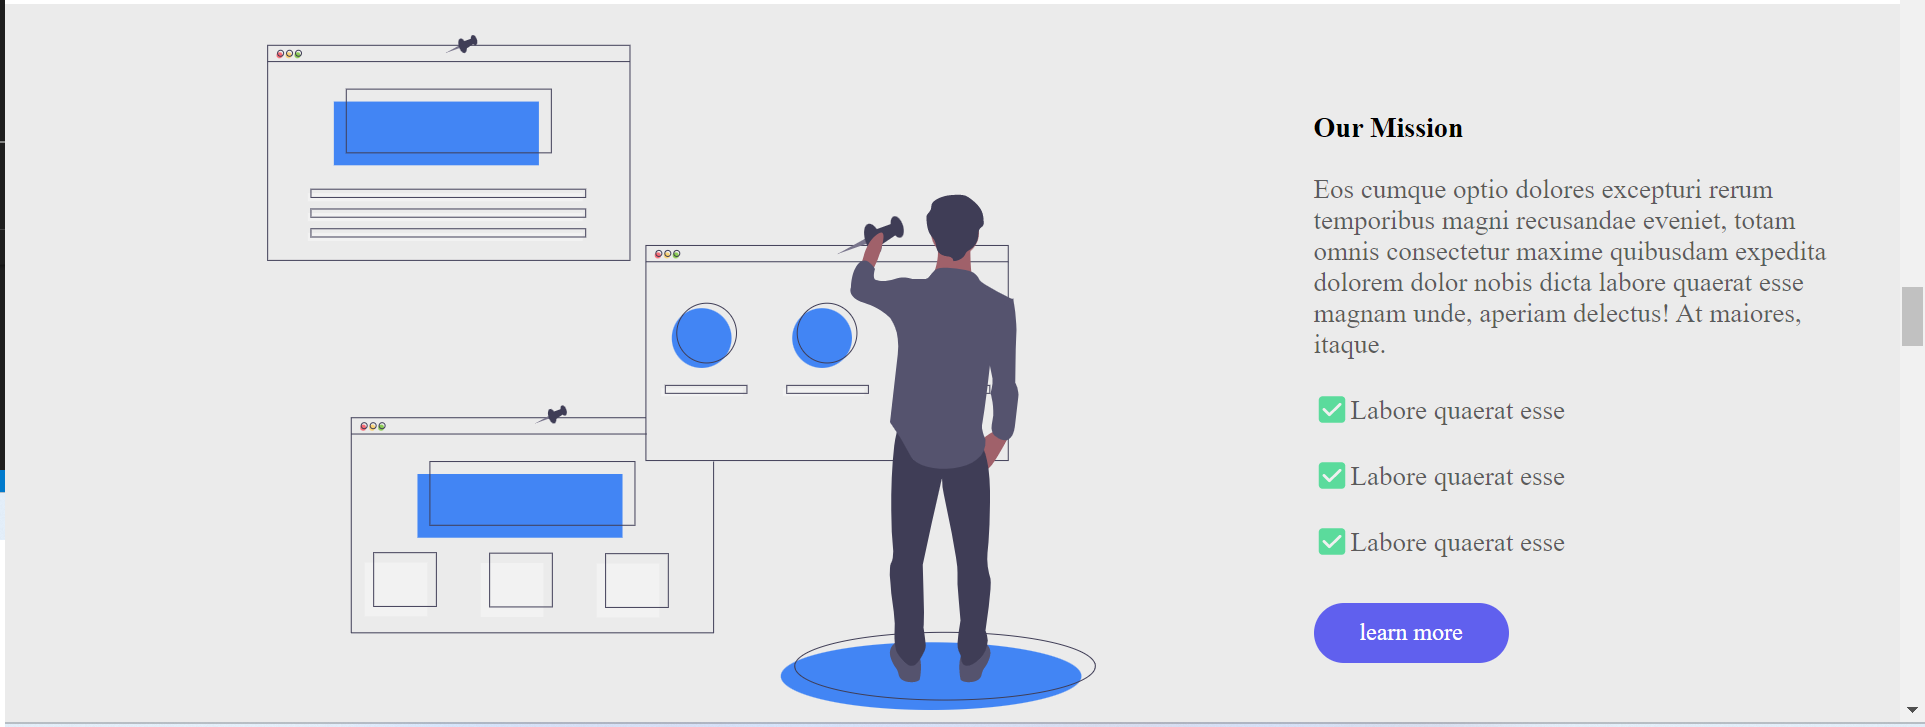 Our Mission
Eos cumque optio dolores excepturi rerum
temporibus magni recusandae eveniet, totam
omnis consectetur maxime quibusdam expedita
dolorem dolor nobis dicta labore quaerat esse
magnam unde, aperiam delectus! At maiores,
itaque.
Labore quaerat esse
Labore quaerat esse
Labore quaerat esse
learn more